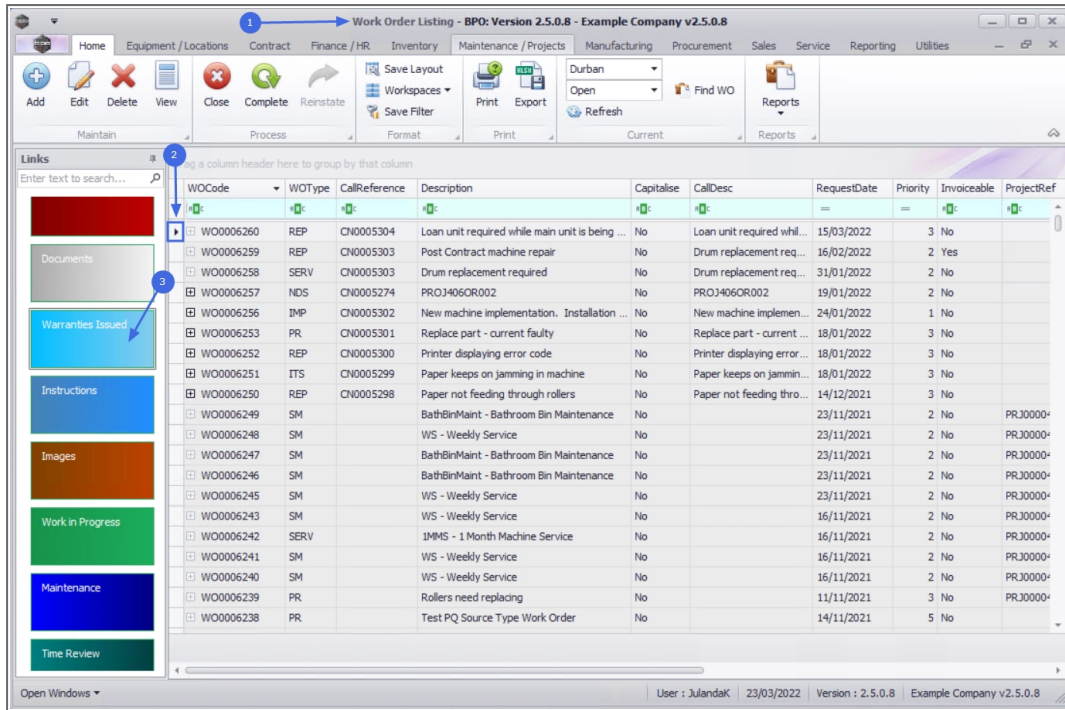 1
Work Order Listing - BPO: Version 2.5.0.8 - Example Company v2.5.0.8
Home Equipment / Locations Contract Finance / HR Inventory Maintenance / Projects Manufacturing Procurement Sales Service Reporting Utilities
Add Edit Delete View Close Complete Reinstate Save Layout Workspaces Save Filter Print Export Durban Open Refresh Find WO Reports
Maintain Process Format Print Current Reports
Links
2
ag a column header here to group by that column
Enter text to search...
WOCode WOType CallReference Description Capitalise CallDesc RequestDate Priority Invoiceable ProjectRef
WO0006260 REP CN0005304 Loan unit required while main unit is being ... No Loan unit required whil... 15/03/2022 3 No
WO0006259 REP CN0005303 Post Contract machine repair No Drum replacement req... 16/02/2022 2 Yes
Documents
WO0006258 SERV CN0005303 Drum replacement required No Drum replacement req... 31/01/2022 2 No
3
WO0006257 NDS CN0005274 PROJ406OR002 No PROJ406OR002 19/01/2022 2 No
WO0006256 IMP CN0005302 New machine implementation. Installation ... No New machine implemen... 24/01/2022 1 No
Warranties Issued
WO0006253 PR CN0005301 Replace part - current faulty No Replace part - current ... 18/01/2022 3 No
WO0006252 REP CN0005300 Printer displaying error code No Printer displaying error... 18/01/2022 3 No
WO0006251 ITS CN0005299 Paper keeps on jamming in machine No Paper keeps on jammin... 18/01/2022 3 No
Instructions
WO0006250 REP CN0005298 Paper not feeding through rollers No Paper not feeding thro... 14/12/2021 3 No
WO0006249 SM BathBinMaint - Bathroom Bin Maintenance No 23/11/2021 2 No PRJ00004
WO0006248 SM WS - Weekly Service No 23/11/2021 2 No PRJ00004
Images
WO0006247 SM BathBinMaint - Bathroom Bin Maintenance No 23/11/2021 2 No PRJ00004
WO0006246 SM BathBinMaint - Bathroom Bin Maintenance No 23/11/2021 2 No PRJ00004
WO0006245 SM WS - Weekly Service No 23/11/2021 2 No PRJ00004
WO0006243 SM WS - Weekly Service No 16/11/2021 2 No PRJ00004
Work in Progress
WO0006242 SERV 1MMS - 1 Month Machine Service No 16/11/2021 2 No PRJ00004
WO0006241 SM WS - Weekly Service No 16/11/2021 2 No PRJ00004
WO0006240 SM WS - Weekly Service No 16/11/2021 2 No PRJ00004
Maintenance
WO0006239 PR Rollers need replacing No 11/11/2021 3 No PRJ00004
WO0006238 PR Test PQ Source Type Work Order No 14/11/2021 5 No
Time Review
Open Windows User : JulandaK 23/03/2022 Version : 2.5.0.8 Example Company v2.5.0.8